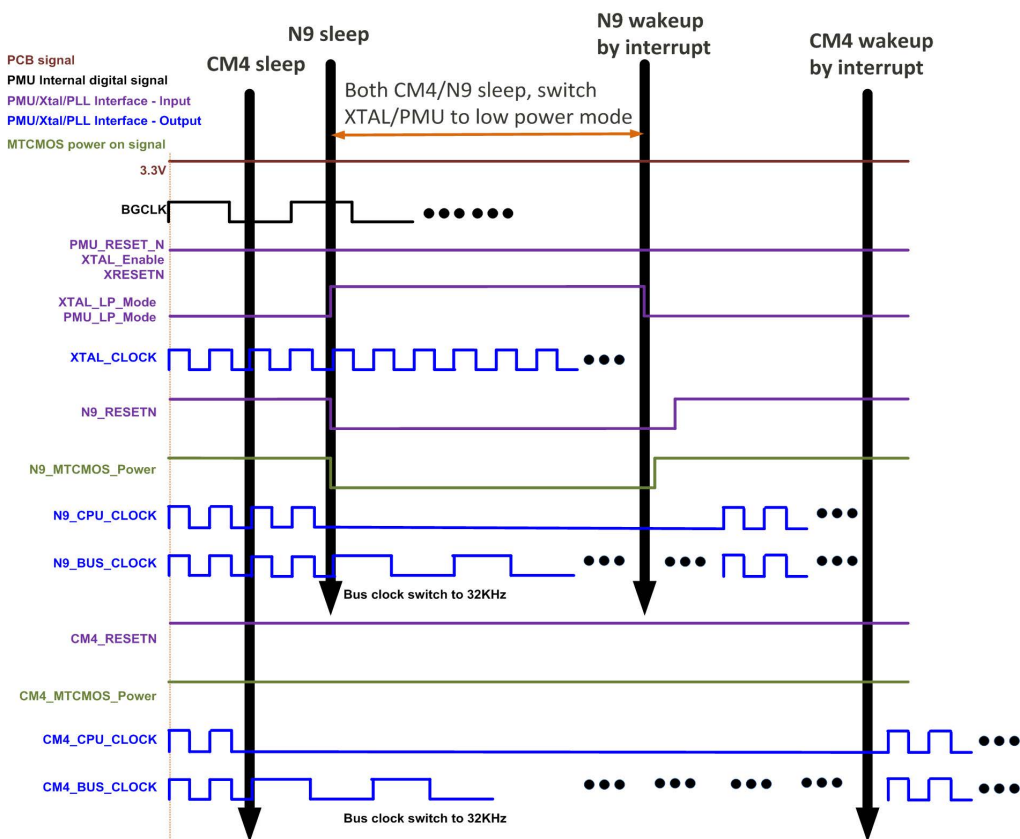 N9 sleep
N9 wakeup
by interrupt
CM4 sleep
CM4 wakeup
by interrupt
PCB signal
PMU Internal digital signal
PMU/Xtal/PLL Interface - Input
PMU/Xtal/PLL Interface - Output
MTCMOS power on signal
Both CM4/N9 sleep, switch
XTAL/PMU to low power mode
3.3V
BGCLK
PMU_RESET_N
XTAL_Enable
XRESETN
XTAL_LP_Mode
PMU_LP_Mode
XTAL_CLOCK
N9_RESETN
N9_MTCMOS_Power
N9_CPU_CLOCK
N9_BUS_CLOCK
Bus clock switch to 32KHz
CM4_RESETN
CM4_MTCMOS_Power
CM4_CPU_CLOCK
CM4_BUS_CLOCK
Bus clock switch to 32KHz